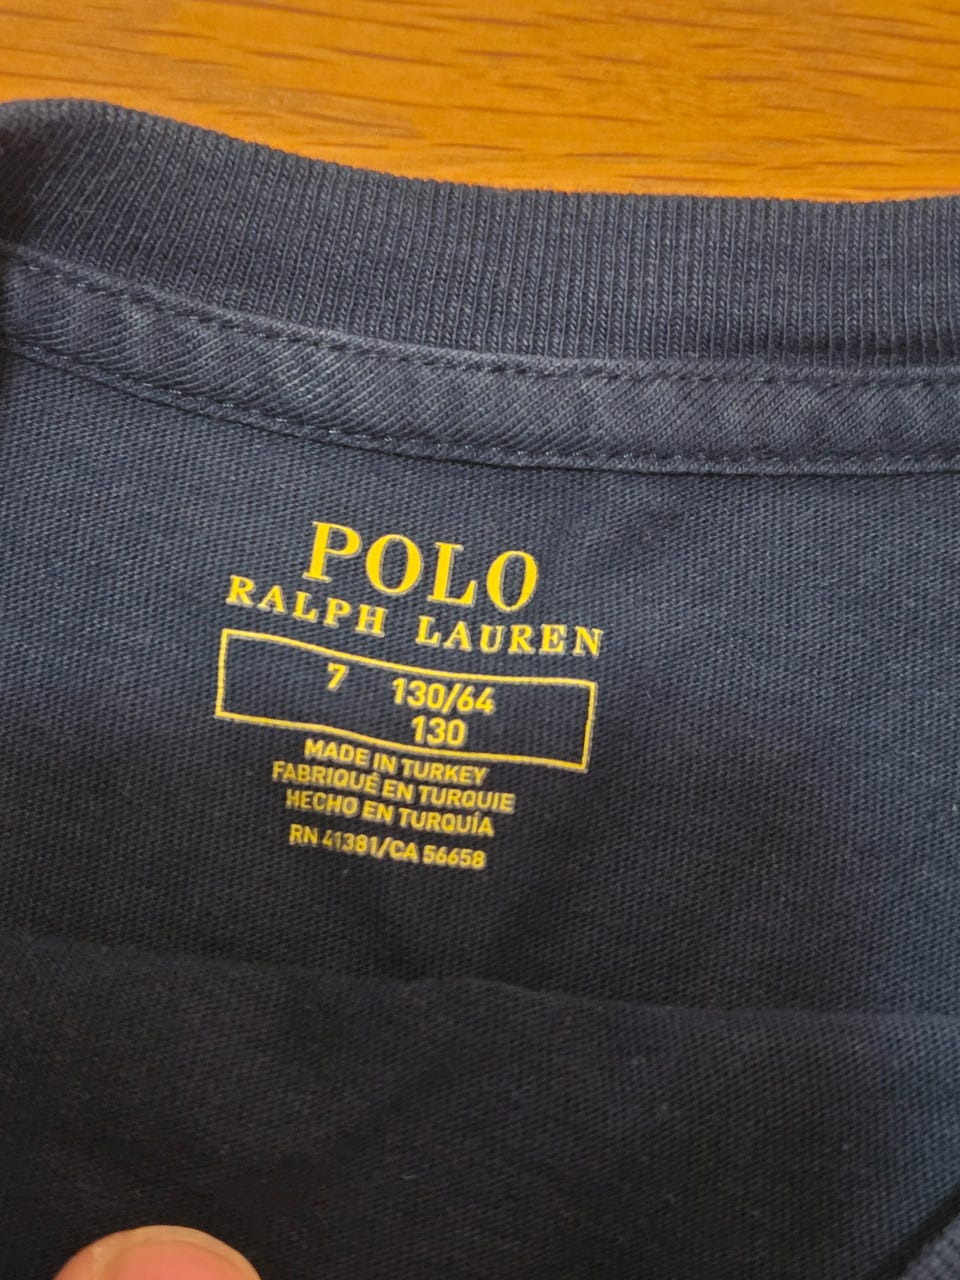 POLO
RALPH LAUREN
7 130/64
130
MADE IN TURKEY
FABRIQUÉ EN TURQUIE
HECHO EN TURQUÍA
RN 41381/CA 56658